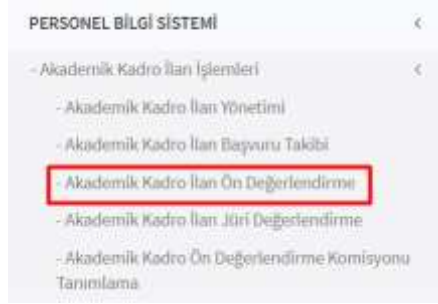 PERSONEL BİLGİ SİSTEMİ
- Akademik Kadro İlan İşlemleri
- Akademik Kadro İlan Yönetimi
- Akademik Kadro İlan Başvuru Takibi
- Akademik Kadro İlan Ön Değerlendirme
- Akademik Kadro İlan Jüri Değerlendirme
- Akademik Kadro Ön Değerlendirme Komisyonu
Tanımlama